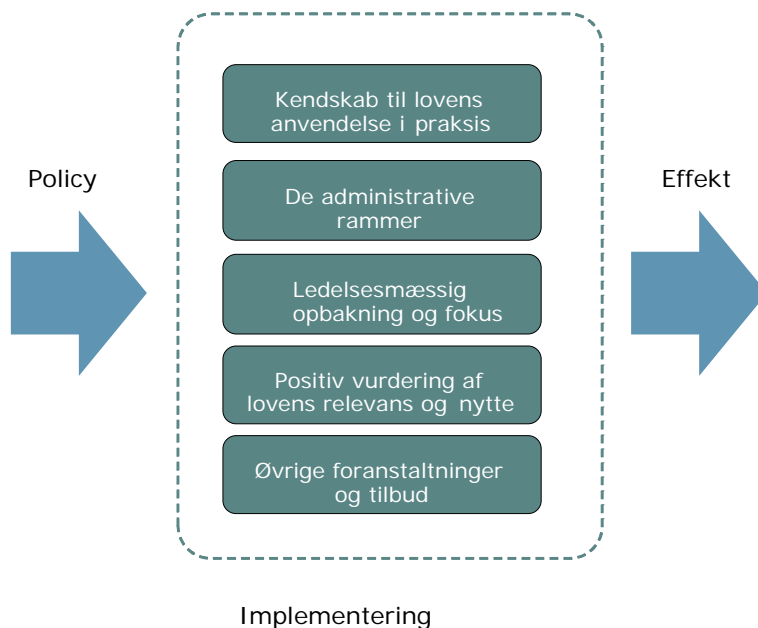 Policy
Kendskab til lovens
anvendelse i praksis
De administrative
rammer
Ledelsesmæssig
opbakning og fokus
Positiv vurdering af
lovens relevans og nytte
Øvrige foranstaltninger
og tilbud
Effekt
Implementering